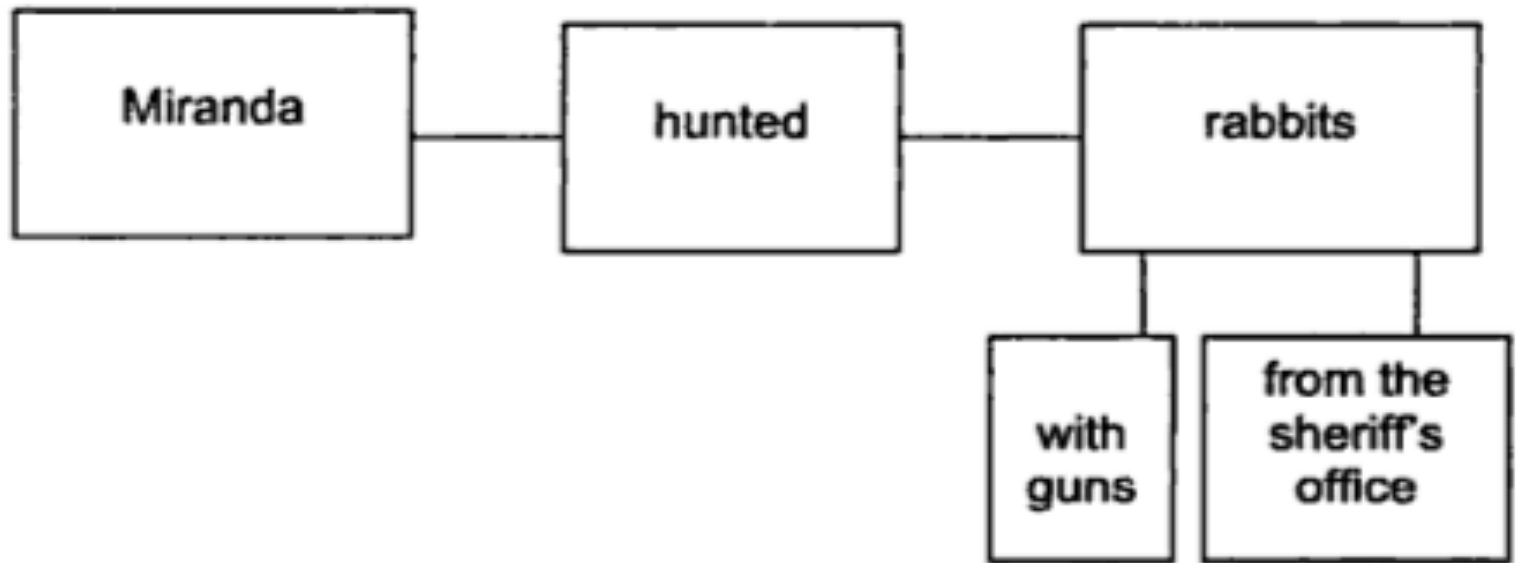 Miranda
hunted
rabbits
with
guns
from the
sheriff's
office